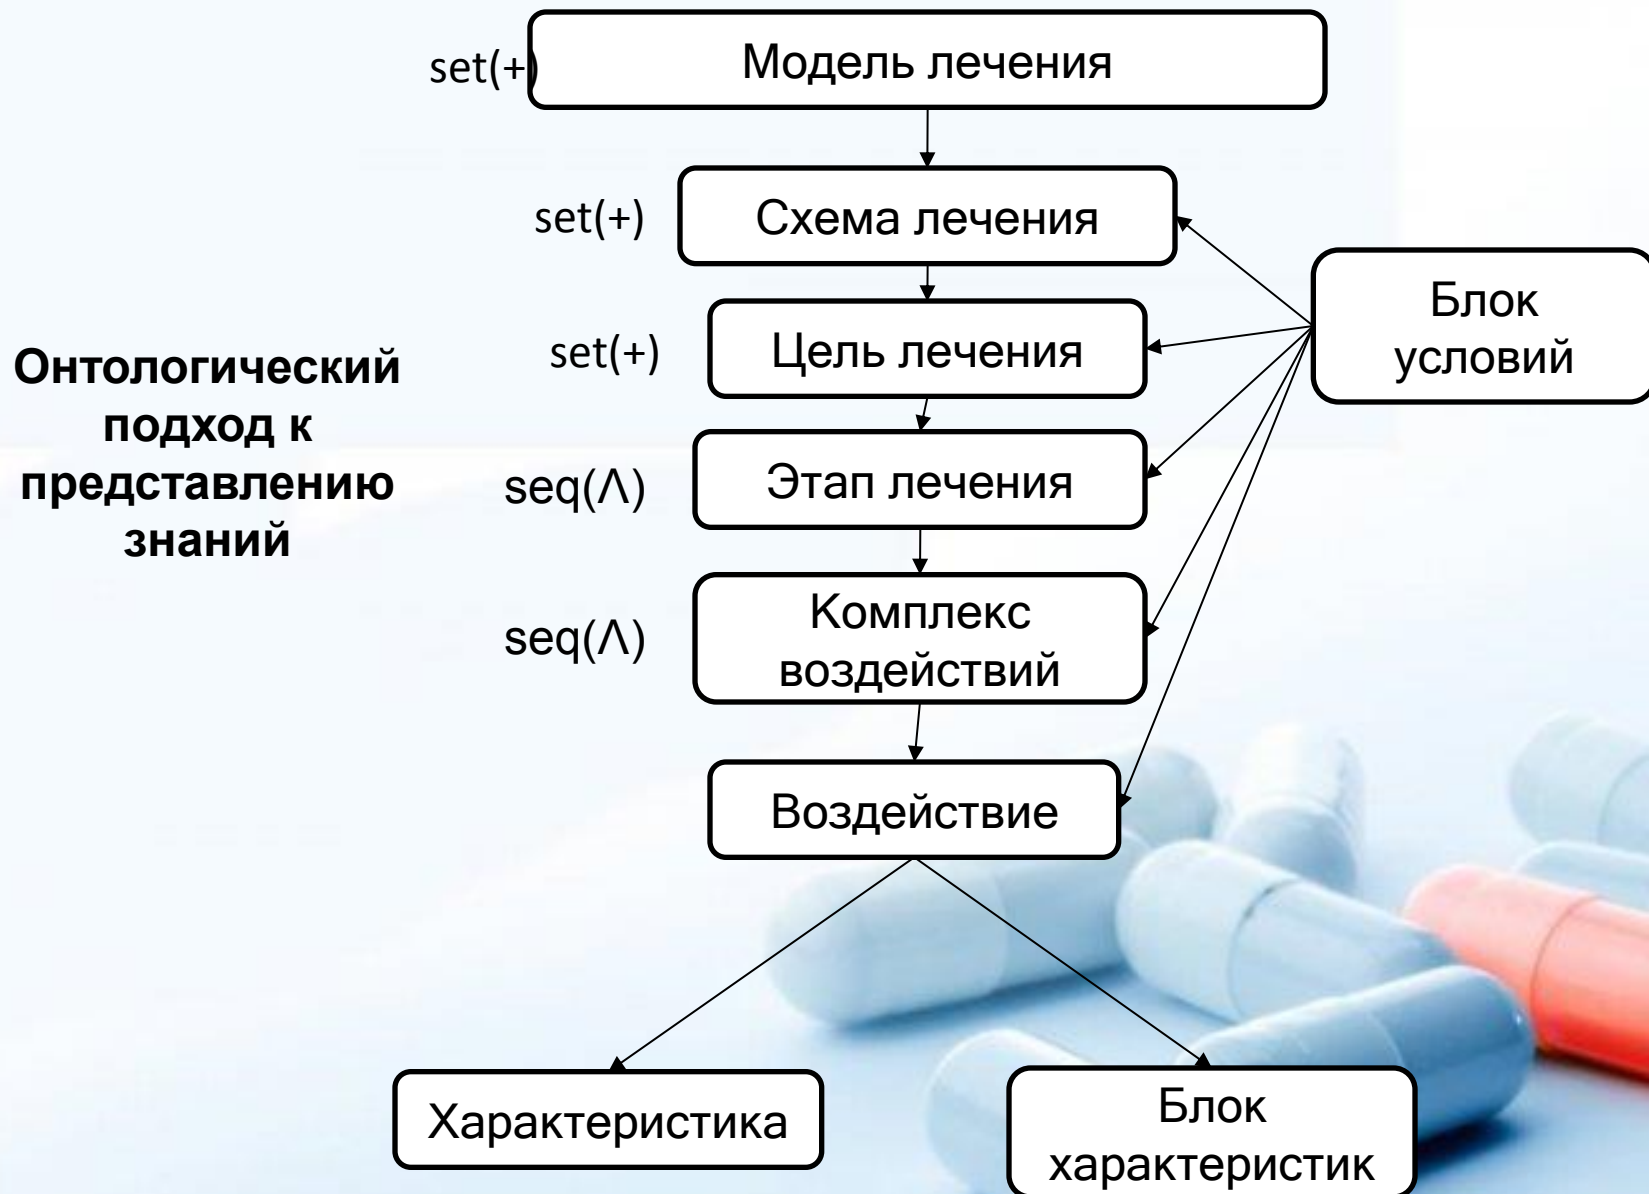 set(+)
Модель лечения
set(+)
Схема лечения
Блок
условий
set(+)
Цель лечения
Онтологический
подход к
представлению
знаний
seq(Λ)
Этап лечения
seq(Λ)
Комплекс
воздействий
Воздействие
Характеристика
Блок
характеристик